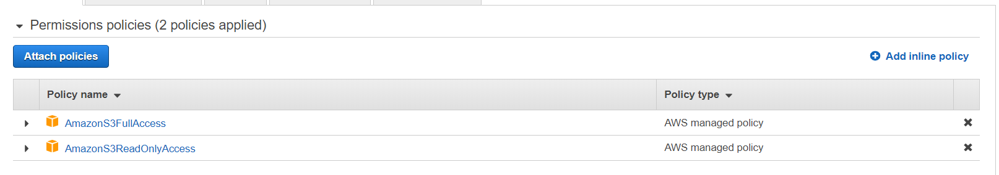 Permissions policies (2 policies applied)
Attach policies
Add inline policy
Policy name Policy type
AmazonS3FullAccess AWS managed policy
AmazonS3ReadOnlyAccess AWS managed policy